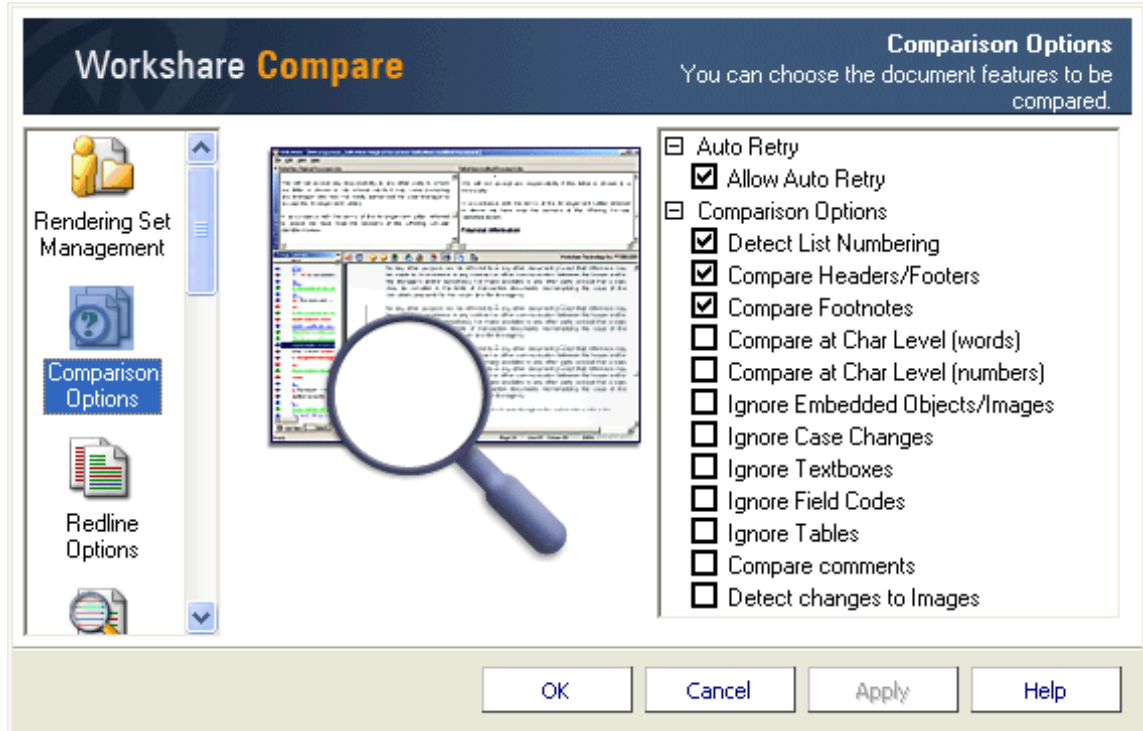 Workshare Compare
Comparison Options
You can choose the document features to be
compared.
Rendering Set
Management
Comparison
Options
Redline
Options
Auto Retry
Allow Auto Retry
Comparison Options
Detect List Numbering
Compare Headers/Footers
Compare Footnotes
Compare at Char Level (words)
Compare at Char Level (numbers)
Ignore Embedded Objects/Images
Ignore Case Changes
Ignore Textboxes
Ignore Field Codes
Ignore Tables
Compare comments
Detect changes to Images
OK
Cancel
Apply
Help